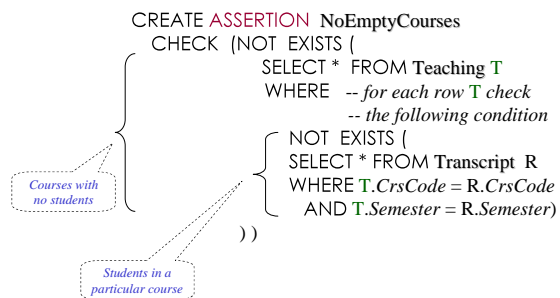 CREATE ASSERTION NoEmptyCourses
CHECK (NOT EXISTS (
SELECT * FROM Teaching T
WHERE -- for each row T check
-- the following condition
NOT EXISTS (
SELECT * FROM Transcript R
WHERE T.CrsCode = R.CrsCode
AND T.Semester = R.Semester)
) )
Courses with
no students
Students in a
particular course